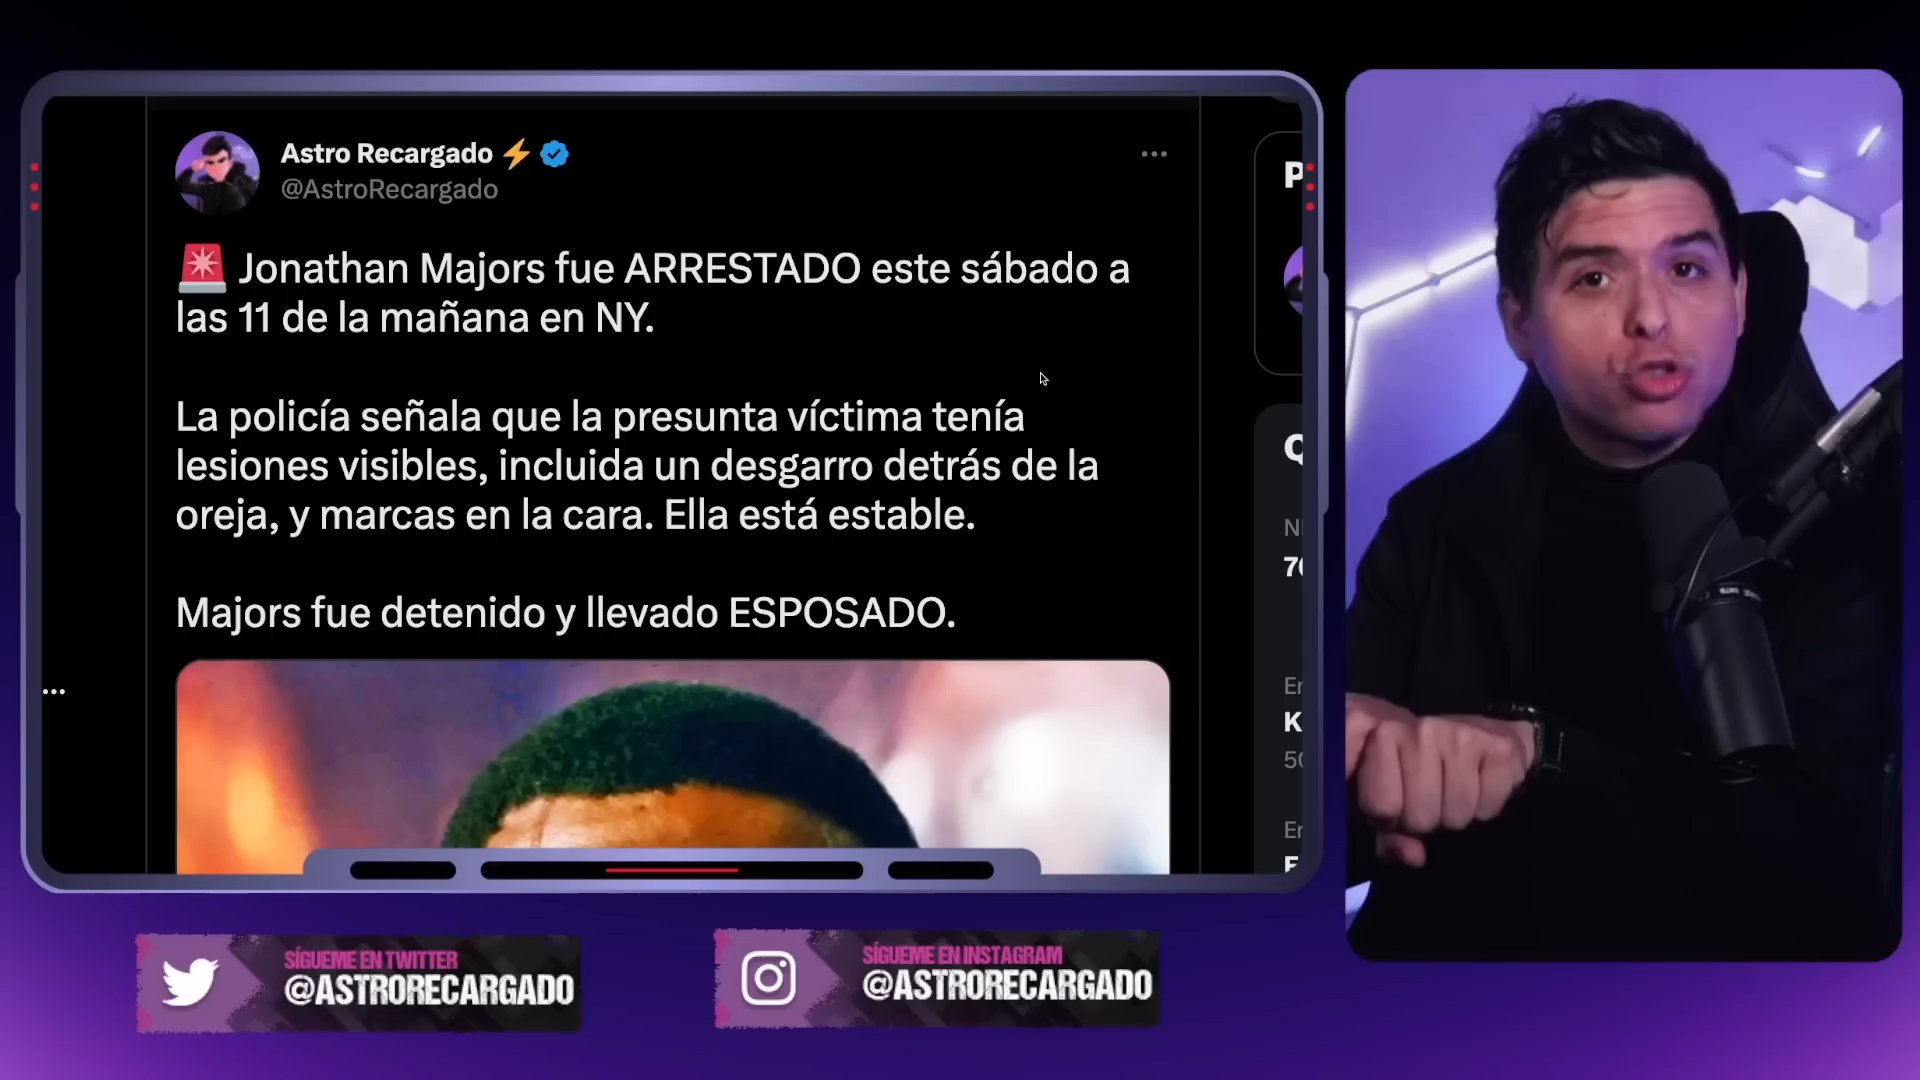 Astro Recargado
@AstroRecargado
Jonathan Majors fue ARRESTADO este sábado a
las 11 de la mañana en NY.
La policía señala que la presunta víctima tenía
lesiones visibles, incluida un desgarro detrás de la
oreja, y marcas en la cara. Ella está estable.
Majors fue detenido y llevado ESPOSADO.
SÍGUEME EN TWITTER
@ASTRORECARGADO
SÍGUEME EN INSTAGRAM
@ASTRORECARGADO